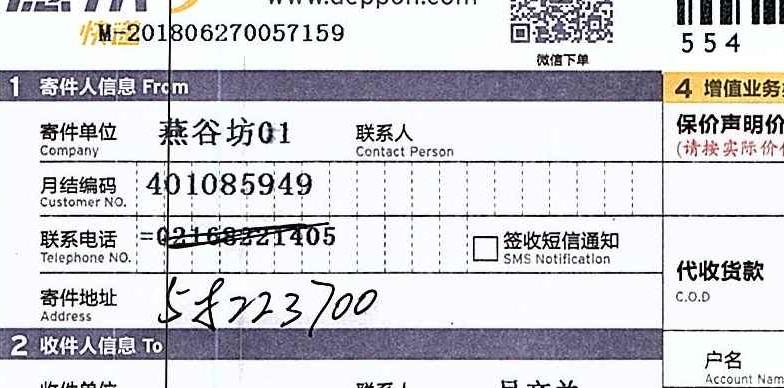 www.deppon.com
快递 M-201806270057159
微信下单
554
1 寄件人信息 From
4 增值业务
寄件单位 燕谷坊01 联系人
Company Contact Person
保价声明价
(请按实际价
月结编码 401085949
Customer NO.
联系电话 =02168221405 签收短信通知
Telephone NO. SMS Notification
代收货款
C.O.D
寄件地址
Address
2 收件人信息 To
户名
Account Nam